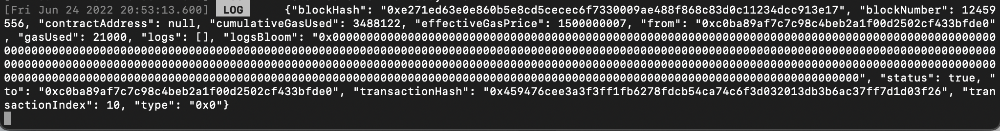 [Fri Jun 24 2022 20:53:13.600] LOG {"blockHash": "0xe271ed63e0e860b5e8cd5cecec6f7330009ae488f868c83d0c11234dcc913e17", "blockNumber": 12459
556, "contractAddress": null, "cumulativeGasUsed": 3488122, "effectiveGasPrice": 1500000007, "from": "0xc0ba89af7c7c98c4beb2a1f00d2502cf433bfde0"
, "gasUsed": 21000, "logs": [], "logsBloom": "0x0000000000000000000000000000000000000000000000000000000000000000000000000000000000000000000000000
0000000000000000000000000000000000000000000000000000000000000000000000000000000000000000000000000000000000000000000000000000000000000000000000000
0000000000000000000000000000000000000000000000000000000000000000000000000000000000000000000000000000000000000000000000000000000000000000000000000
00000000000000000000000000000000000000000000000000000000000000000000000000000000000000000000000000000000000000000000000000000", "status": true, "
to": "0xc0ba89af7c7c98c4beb2a1f00d2502cf433bfde0", "transactionHash": "0x459476cee3a3f3ff1fb6278fdcb54ca74c6f3d032013db3b6ac37ff7d1d03f26", "tran
sactionIndex": 10, "type": "0x0"}